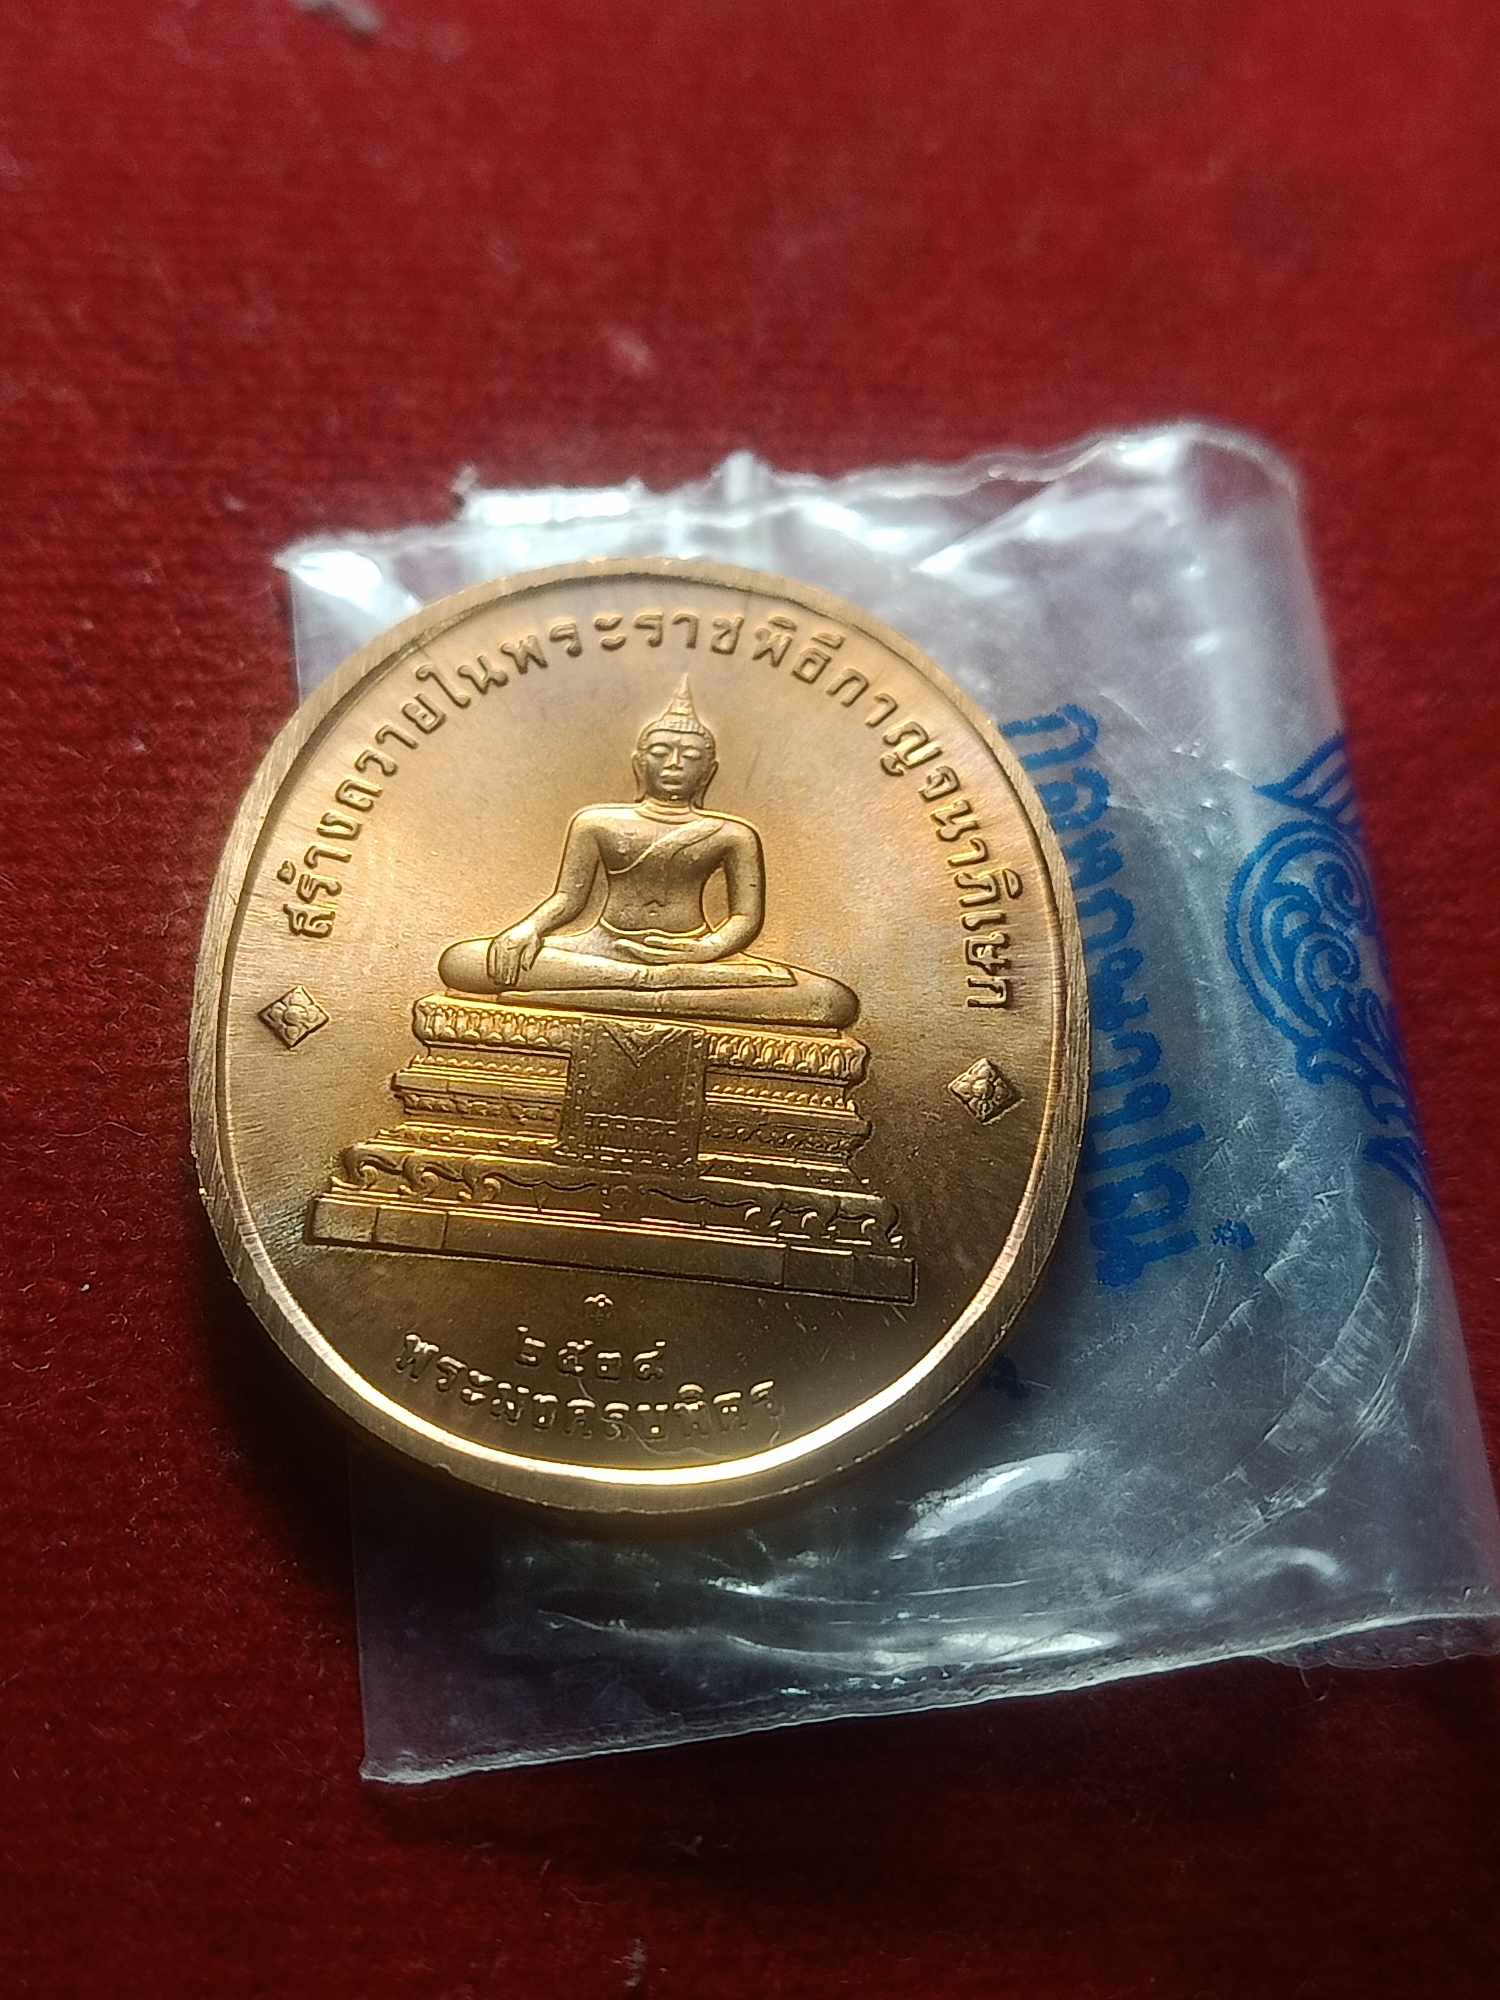 สร้างถวายในพระราชพิธีกาญจนาภิเษก
๒๕๓๘
พระมงคลบพิตร